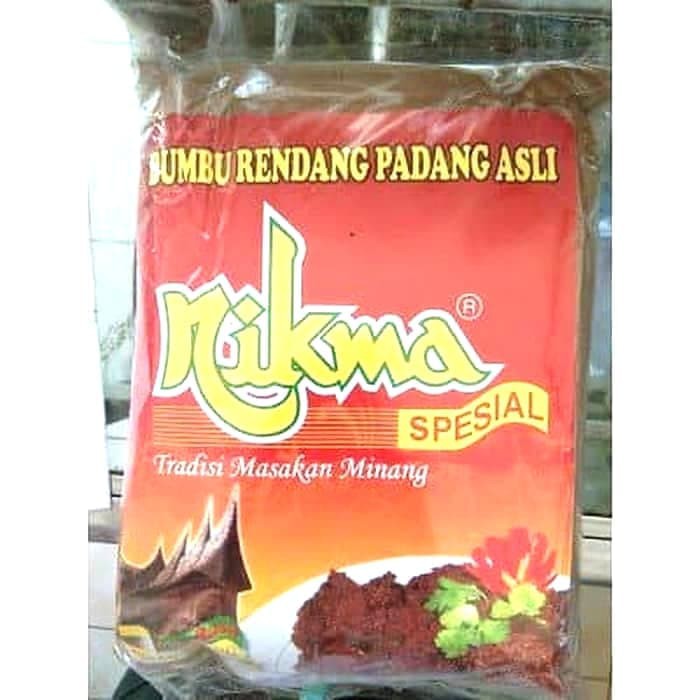 BUMBU RENDANG PADANG ASLI
Nikma ®
SPESIAL
Tradisi Masakan Minang